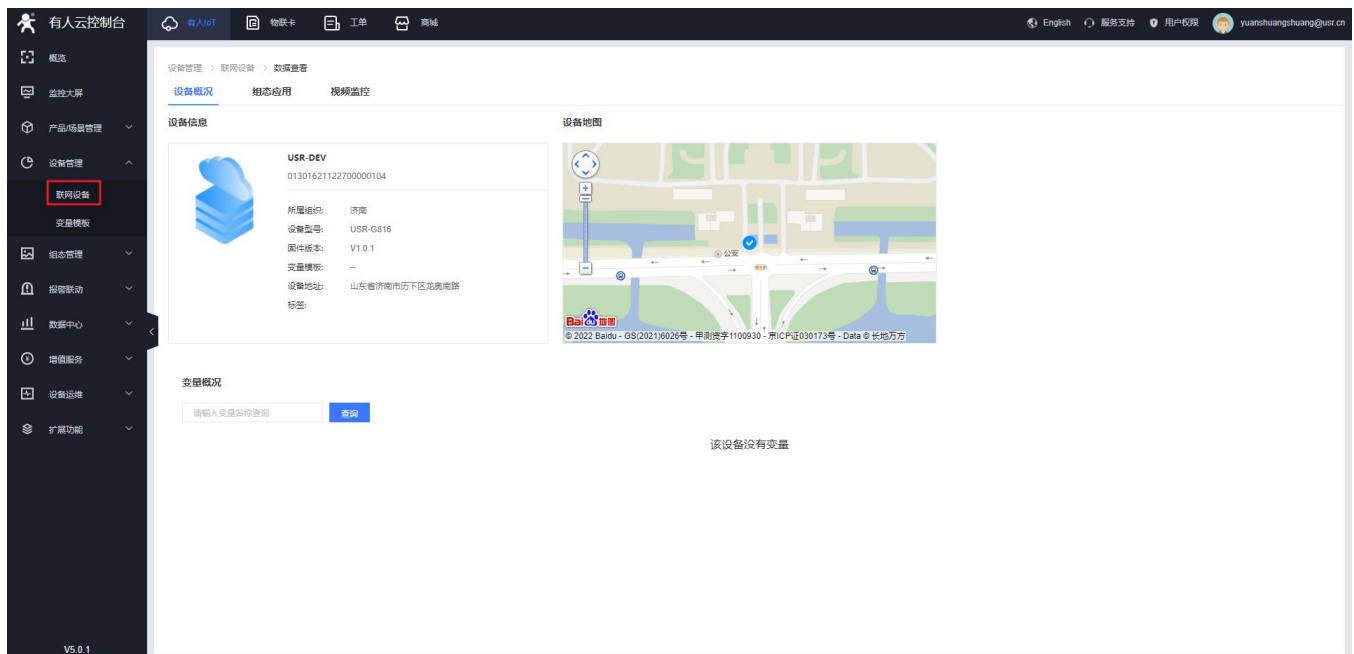 有人云控制台
有人IoT 物联卡 工单 商城
English 服务支持 用户权限 yuanshuangshuang@usr.cn
概览
监控大屏
产品/场景管理
设备管理
联网设备
变量模板
组态管理
报警联动
数据中心
增值服务
设备运维
扩展功能
V5.0.1
设备管理 > 联网设备 > 数据查看
设备概况 组态应用 视频监控
设备信息
USR-DEV
01301621122700000104
所属组织: 济南
设备型号: USR-G816
固件版本: V1.0.1
变量模板: --
设备地址: 山东省济南市历下区龙奥南路
标签:
设备地图
公安
Bai 地图
© 2022 Baidu - GS(2021)6026号 - 甲测资字1100930 - 京ICP证030173号 - Data © 长地万方
变量概况
请输入变量名称查询 查询
该设备没有变量